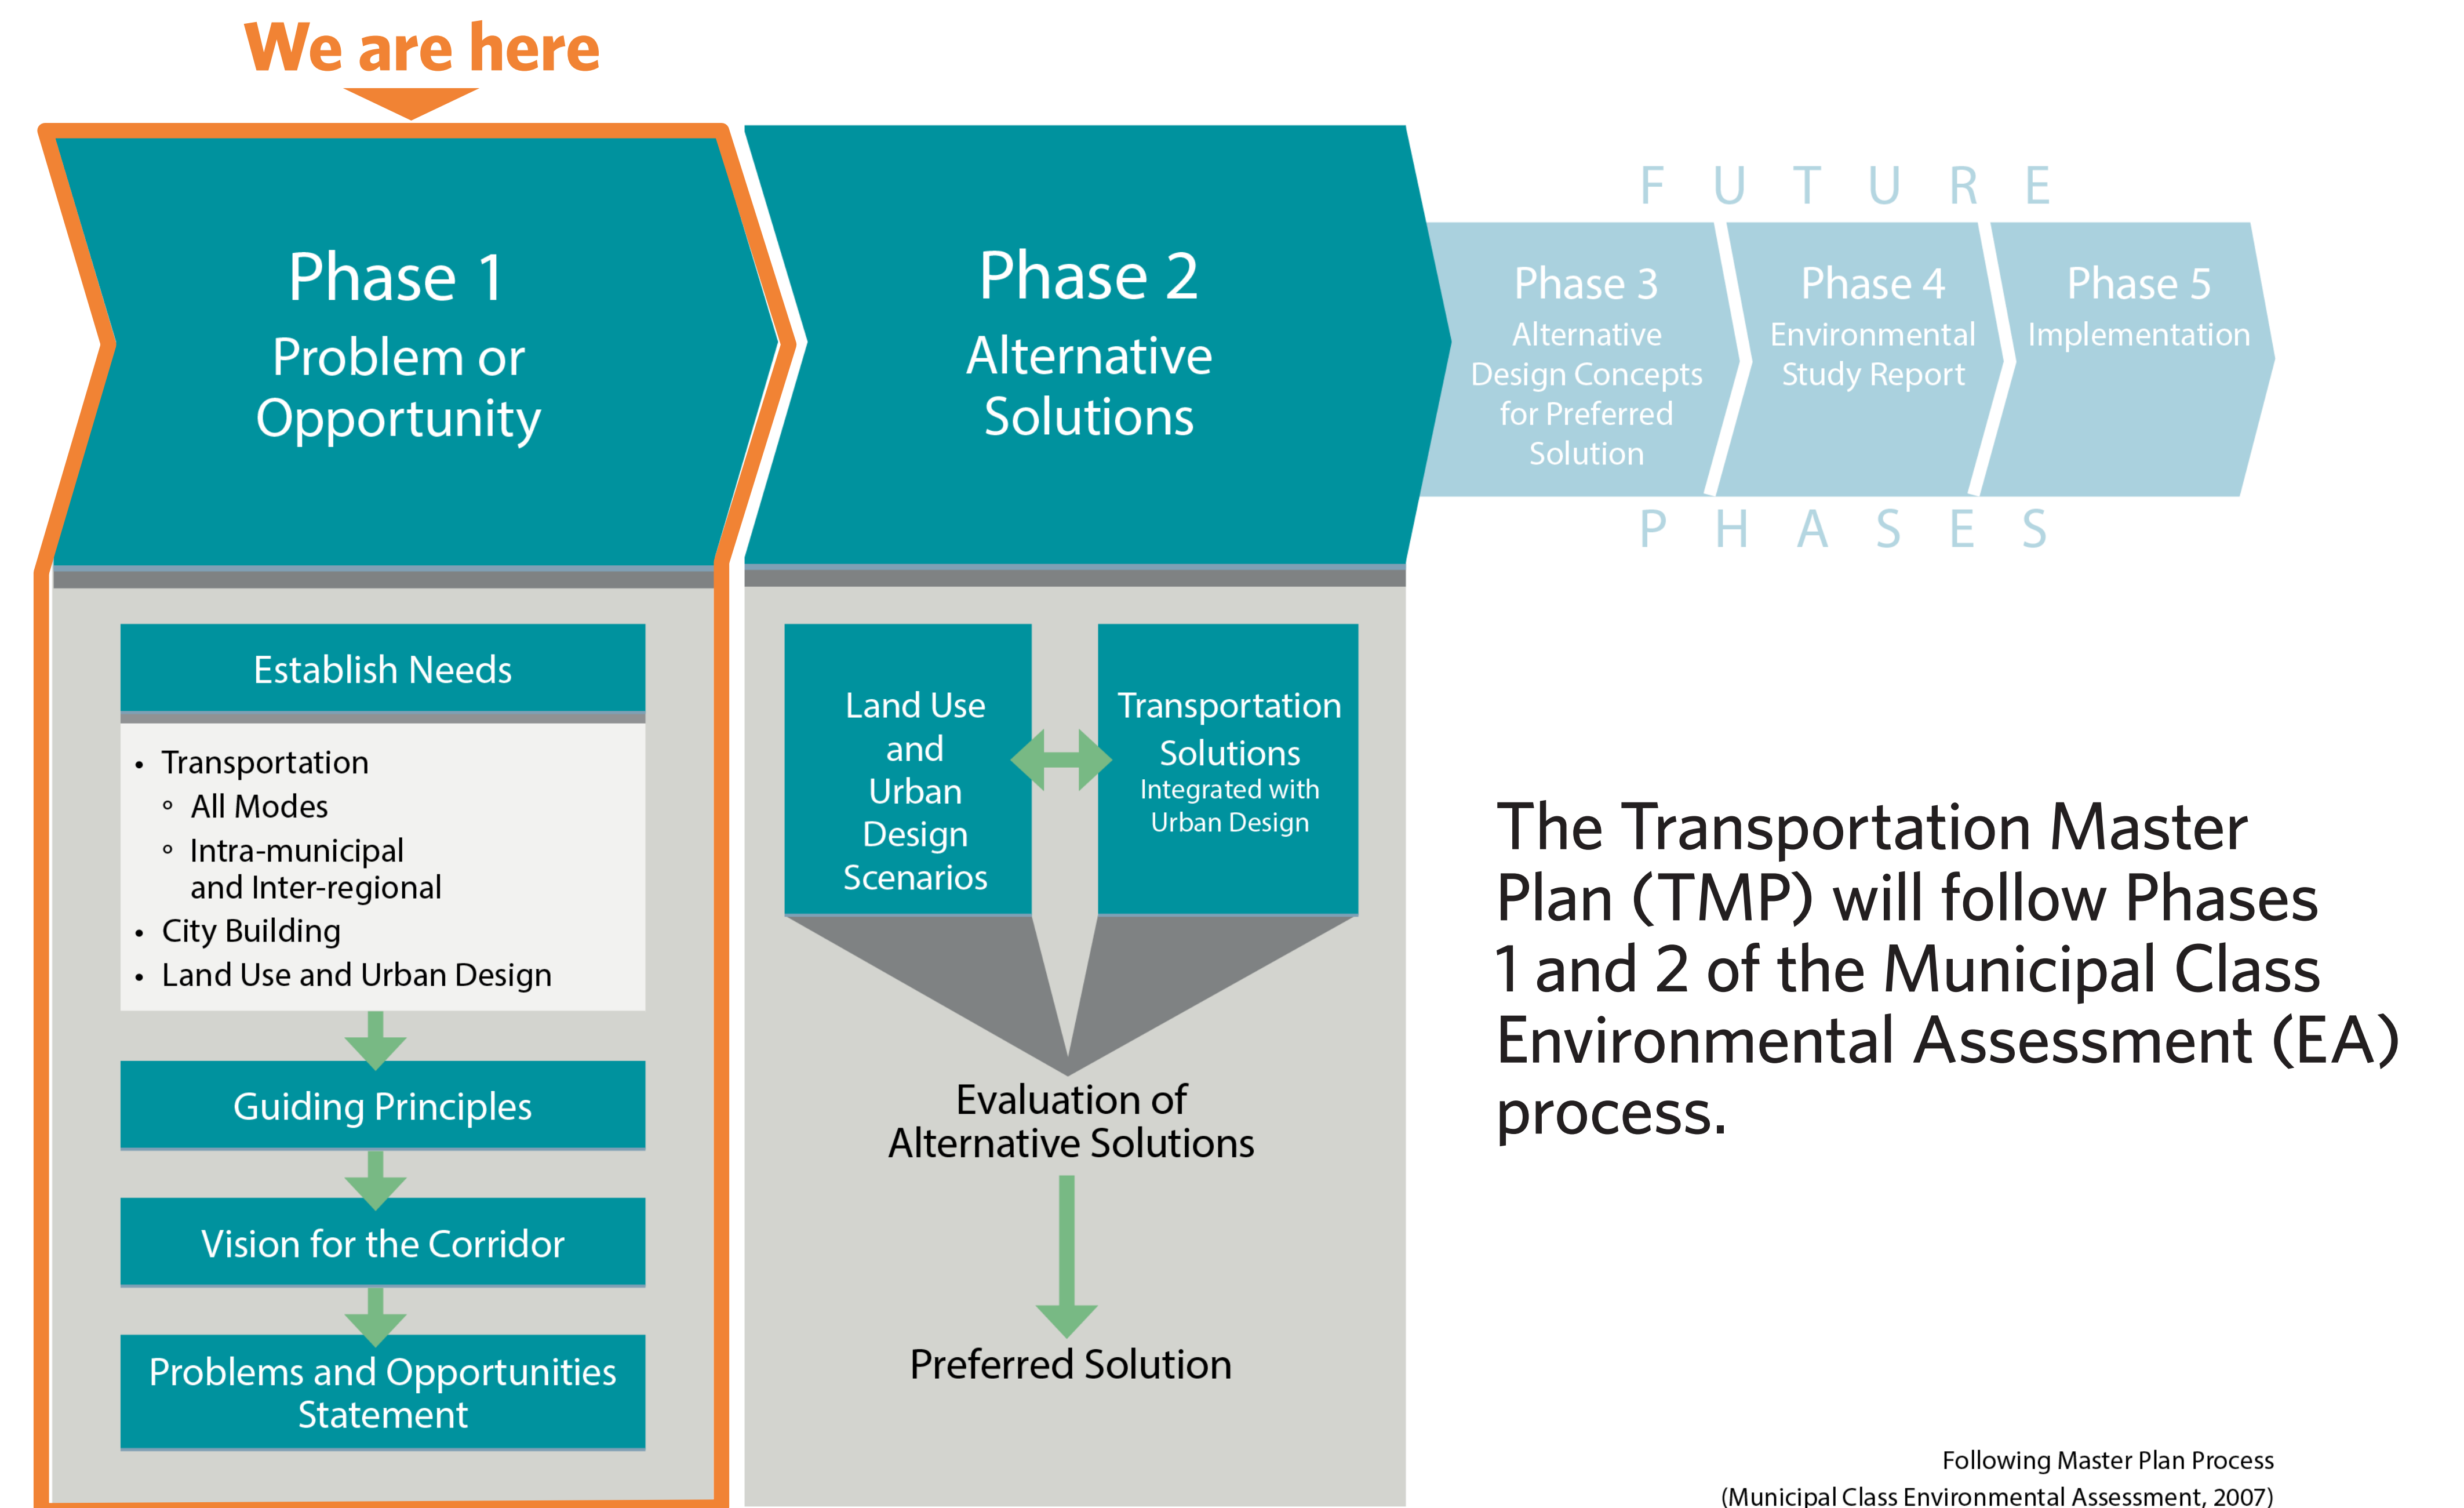 We are here
Phase 1
Problem or
Opportunity
Establish Needs
• Transportation
° All Modes
° Intra-municipal
and Inter-regional
• City Building
• Land Use and Urban Design
Guiding Principles
Vision for the Corridor
Problems and Opportunities
Statement
Phase 2
Alternative
Solutions
Land Use
and
Urban
Design
Scenarios
Transportation
Solutions
Integrated with
Urban Design
Evaluation of
Alternative Solutions
Preferred Solution
FUTURE
Phase 3
Alternative
Design Concepts
for Preferred
Solution
Phase 4
Environmental
Study Report
Phase 5
Implementation
PHASES
The Transportation Master
Plan (TMP) will follow Phases
1 and 2 of the Municipal Class
Environmental Assessment (EA)
process.
Following Master Plan Process
(Municipal Class Environmental Assessment, 2007)